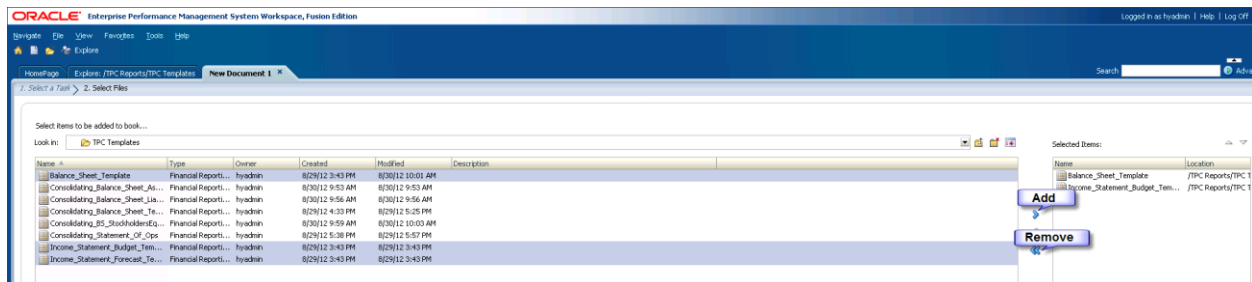 ORACLE® Enterprise Performance Management System Workspace, Fusion Edition
Logged in as hyadmin | Help | Log Off
Navigate File View Favorites Tools Help
Explore
HomePage Explore: /TPC Reports/TPC Templates New Document 1 ×
Search Adva
1. Select a Task 2. Select Files
Select items to be added to book...
Look in: TPC Templates
Selected Items:
Name Type Owner Created Modified Description
Name Location
Balance_Sheet_Template Financial Reporti... hyadmin 8/29/12 3:43 PM 8/30/12 10:01 AM
Balance_Sheet_Template /TPC Reports/TPC T
Consolidating_Balance_Sheet_As... Financial Reporti... hyadmin 8/30/12 9:53 AM 8/30/12 9:53 AM
Income_Statement_Budget_Tem... /TPC Reports/TPC T
Consolidating_Balance_Sheet_Lia... Financial Reporti... hyadmin 8/30/12 9:56 AM 8/30/12 9:56 AM
Add
Consolidating_Balance_Sheet_Te... Financial Reporti... hyadmin 8/29/12 4:33 PM 8/29/12 5:25 PM
Consolidating_BS_StockholdersEq... Financial Reporti... hyadmin 8/30/12 9:59 AM 8/30/12 10:03 AM
Consolidating_Statement_Of_Ops Financial Reporti... hyadmin 8/29/12 5:38 PM 8/29/12 5:57 PM
Remove
Income_Statement_Budget_Tem... Financial Reporti... hyadmin 8/29/12 3:43 PM 8/29/12 3:43 PM
Income_Statement_Forecast_Te... Financial Reporti... hyadmin 8/29/12 3:43 PM 8/29/12 3:43 PM